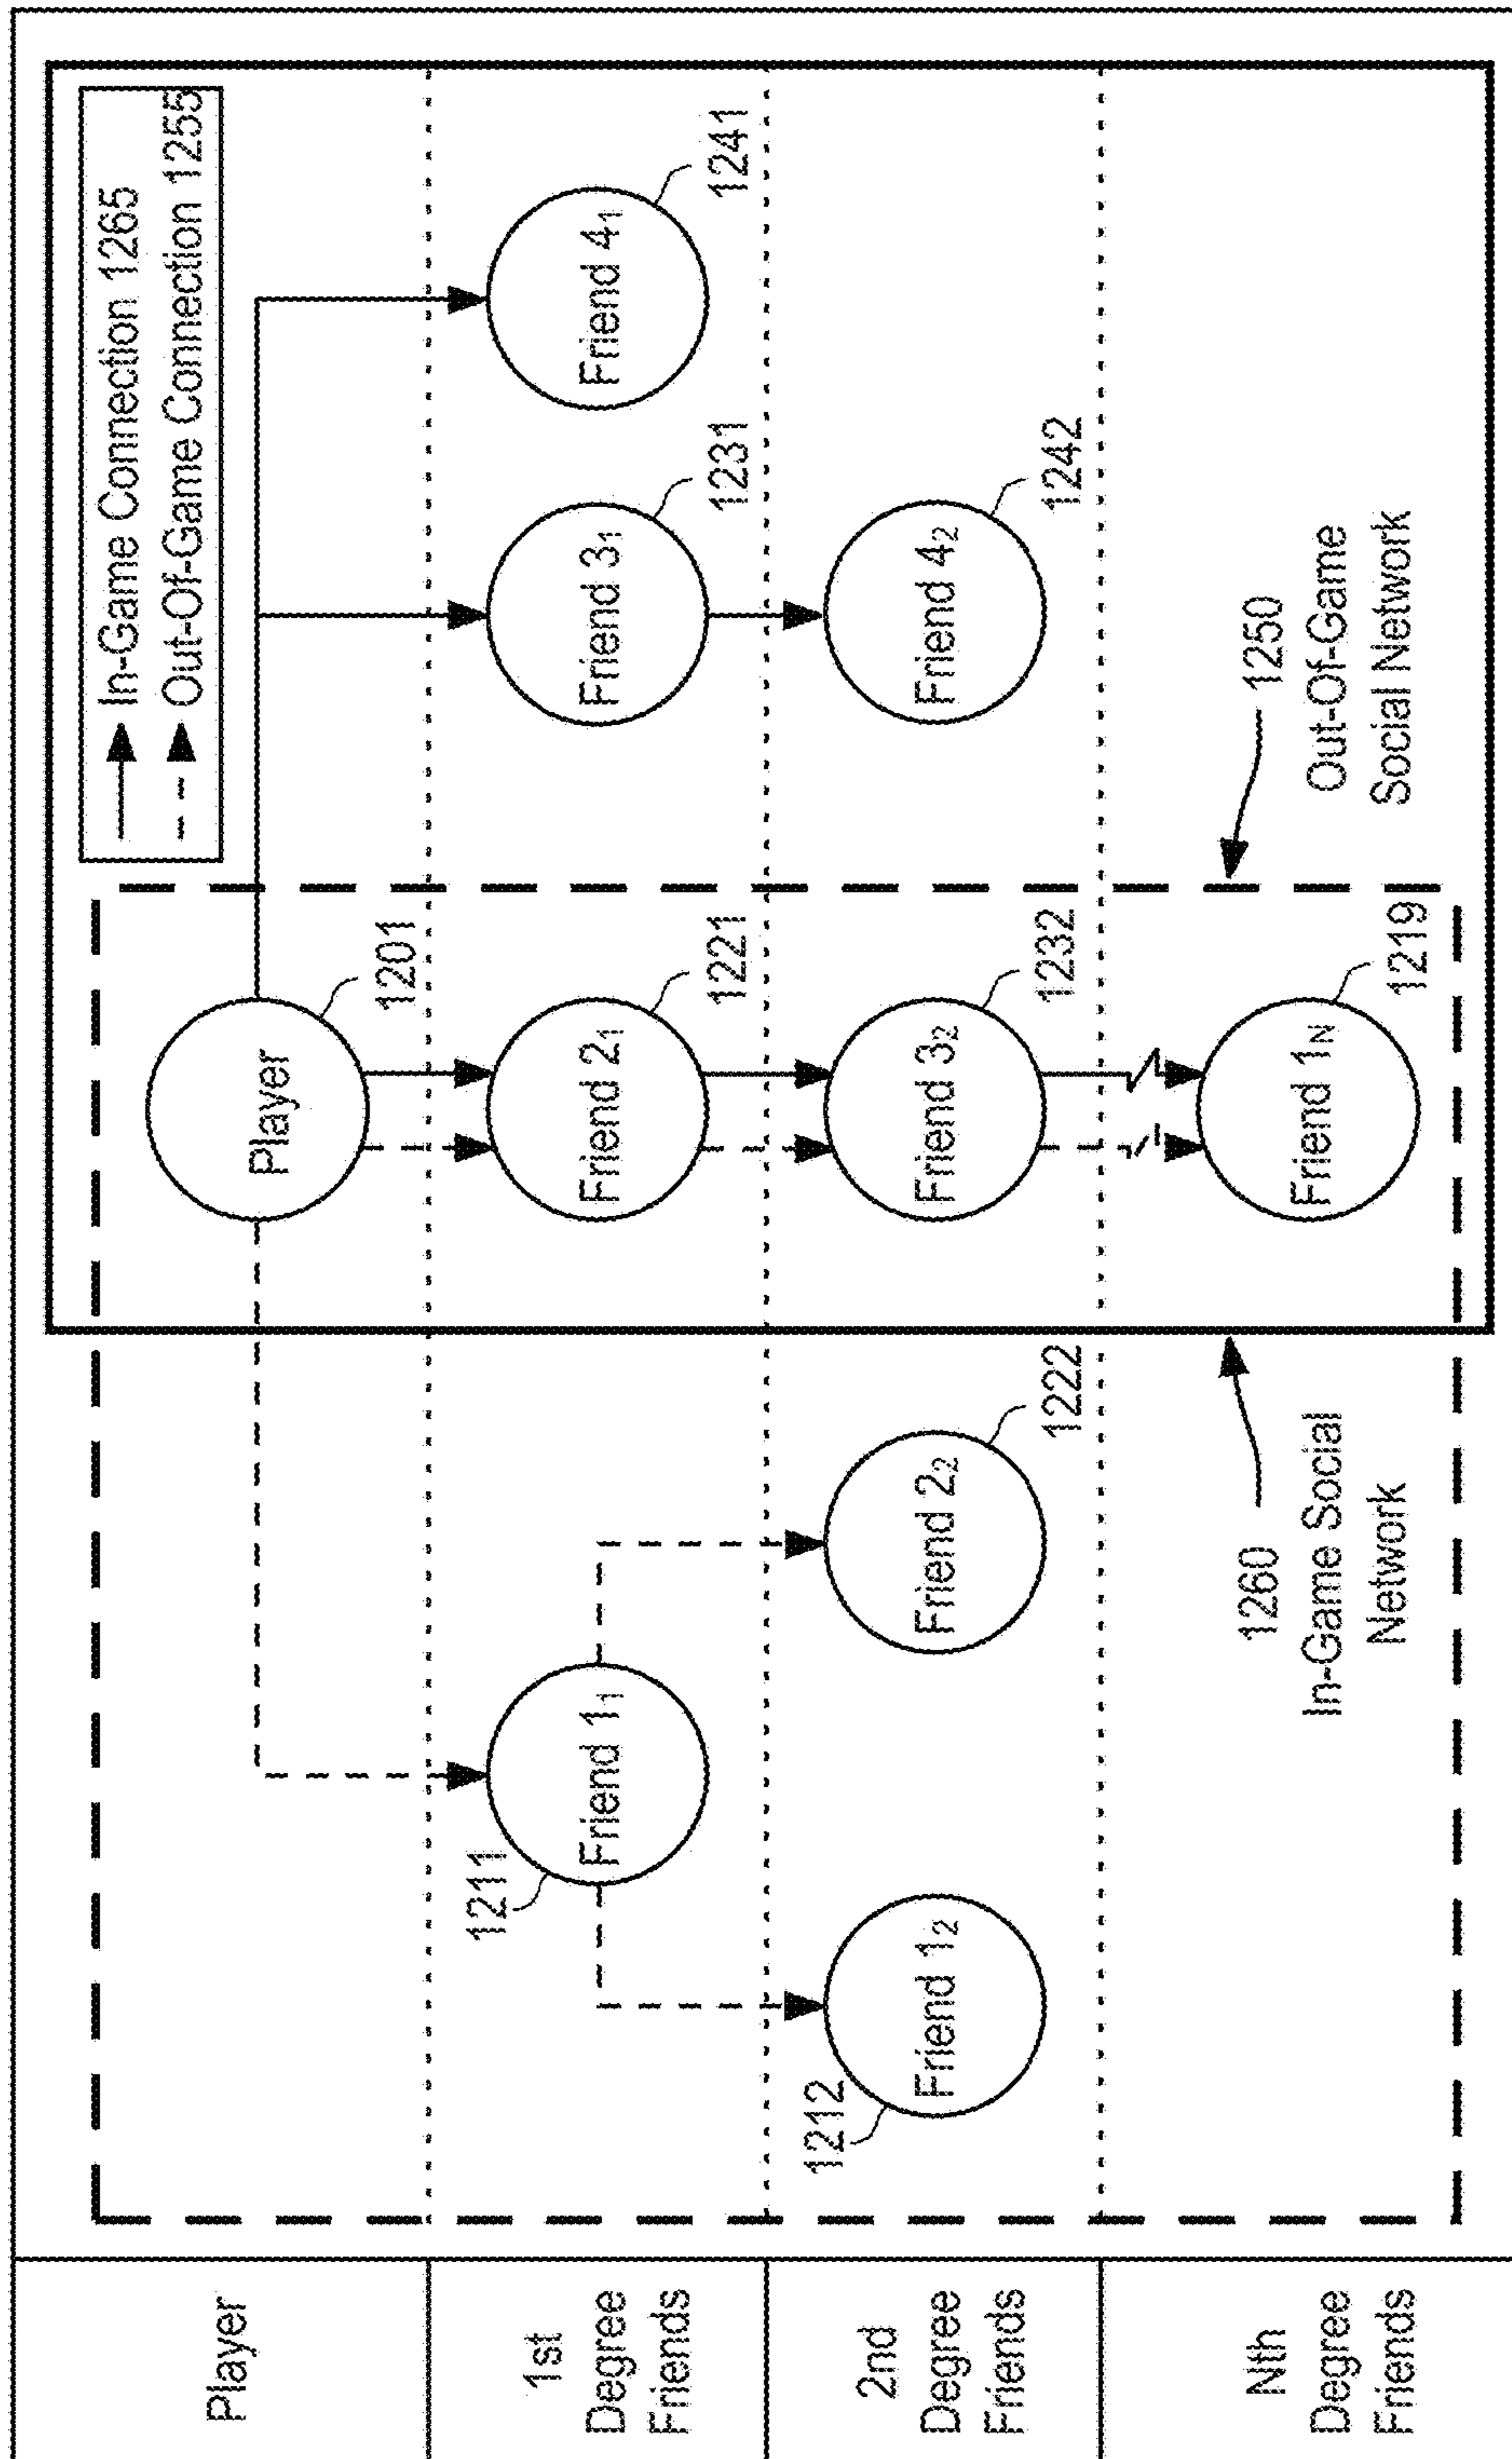 In-Game Connection 1265
Out-Of-Game Connection 1255
Player
Player
1201
1st
Degree
Friends
1211
Friend 1₁
Friend 2₁
1221
Friend 3₁
1231
Friend 4₁
1241
2nd
Degree
Friends
1212
Friend 1₂
Friend 2₂
1222
Friend 3₂
1232
Friend 4₂
1242
Nth
Degree
Friends
1260
In-Game Social
Network
Friend 1N
1219
1250
Out-Of-Game
Social Network